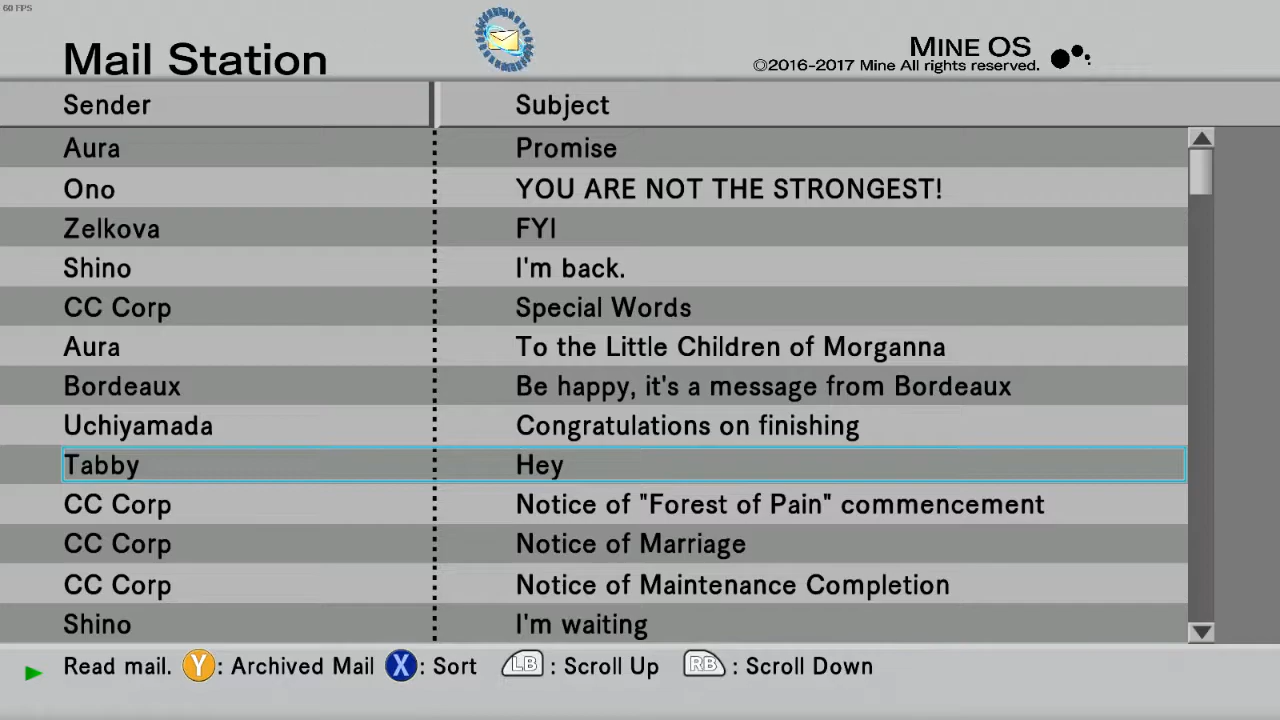 60 FPS
Mail Station
MINE OS
©2016-2017 Mine All rights reserved.
Sender Subject
Aura Promise
Ono YOU ARE NOT THE STRONGEST!
Zelkova FYI
Shino I'm back.
CC Corp Special Words
Aura To the Little Children of Morganna
Bordeaux Be happy, it's a message from Bordeaux
Uchiyamada Congratulations on finishing
Tabby Hey
CC Corp Notice of "Forest of Pain" commencement
CC Corp Notice of Marriage
CC Corp Notice of Maintenance Completion
Shino I'm waiting
Read mail. Y: Archived Mail X: Sort LB: Scroll Up RB: Scroll Down